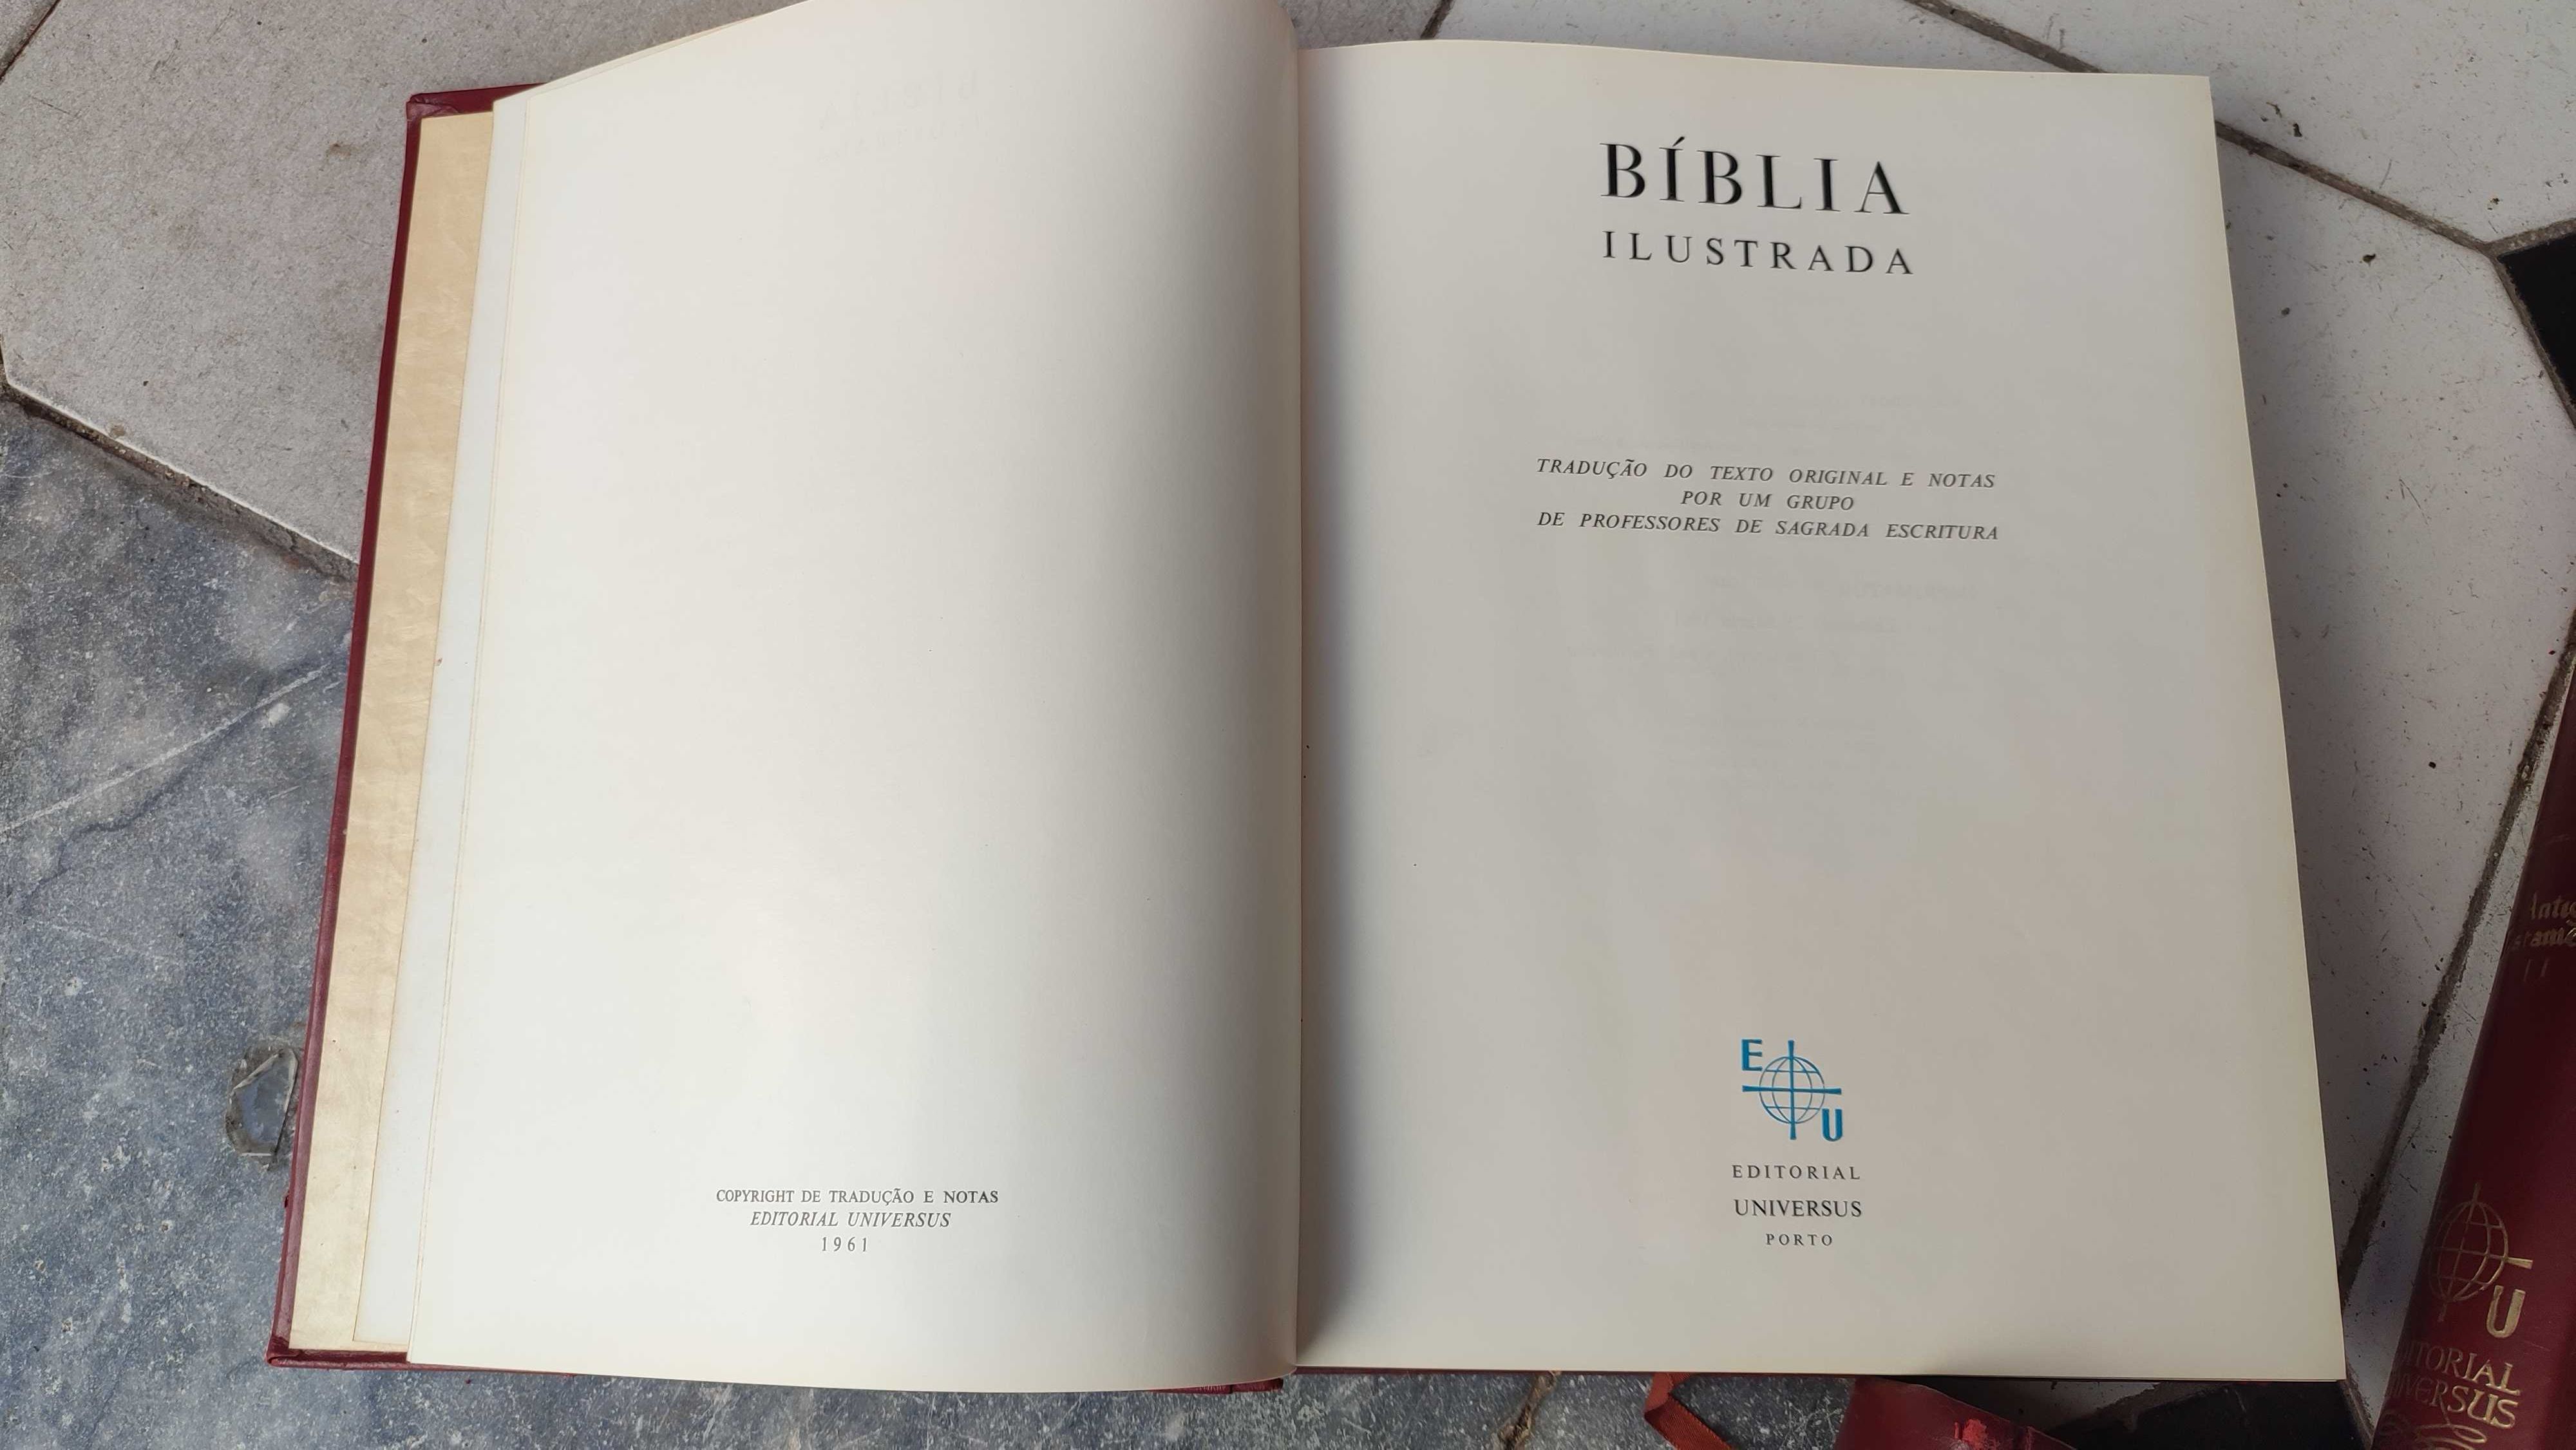 COPYRIGHT DE TRADUÇÃO E NOTAS
EDITORIAL UNIVERSUS
1961
BÍBLIA
ILUSTRADA
TRADUÇÃO DO TEXTO ORIGINAL E NOTAS
POR UM GRUPO
DE PROFESSORES DE SAGRADA ESCRITURA
E
U
EDITORIAL
UNIVERSUS
PORTO
II
U